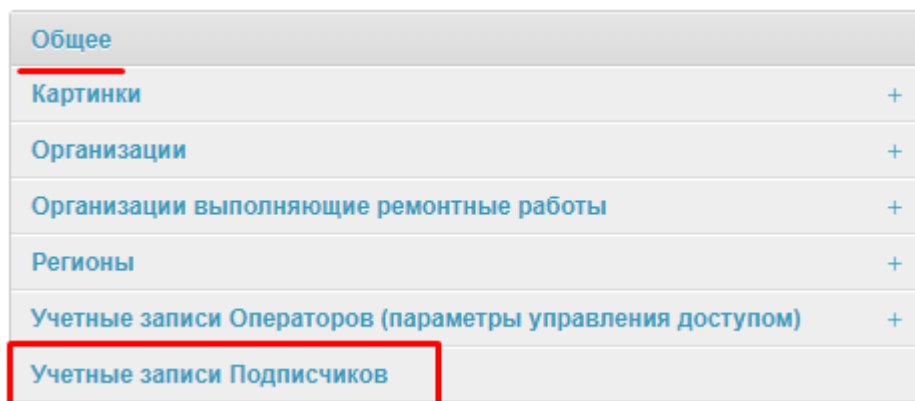 Общее
Картинки +
Организации +
Организации выполняющие ремонтные работы +
Регионы +
Учетные записи Операторов (параметры управления доступом) +
Учетные записи Подписчиков